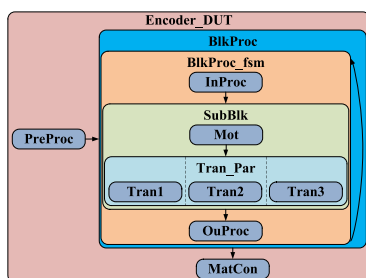 Encoder_DUT
BlkProc
BlkProc_fsm
InProc
SubBlk
Mot
PreProc
Tran_Par
Tran1 Tran2 Tran3
OuProc
MatCon